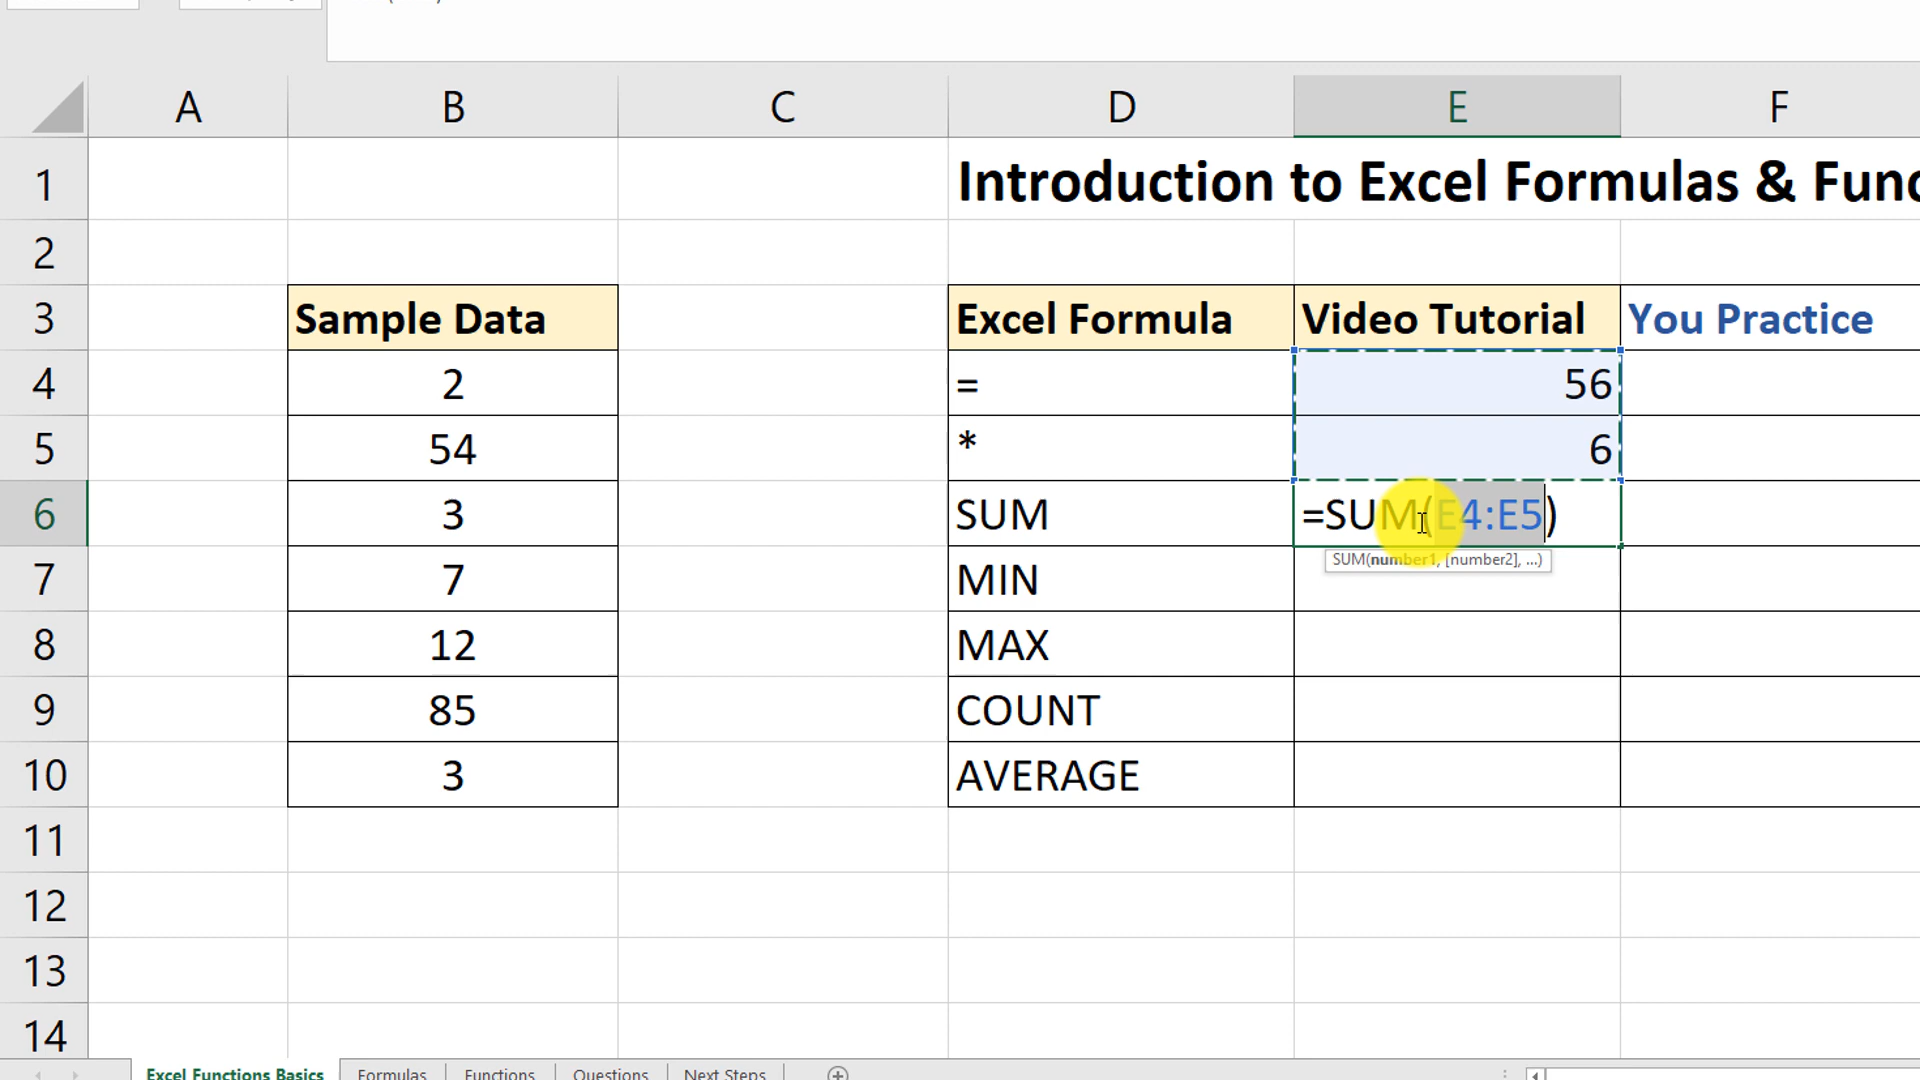 A B C D E F
1 Introduction to Excel Formulas & Func
2
3 Sample Data Excel Formula Video Tutorial You Practice
4 2 = 56
5 54 * 6
6 3 SUM =SUM(E4:E5)
SUM(number1, [number2], ...)
7 7 MIN
8 12 MAX
9 85 COUNT
10 3 AVERAGE
11
12
13
14
Excel Functions Basics Formulas Functions Questions Next Steps